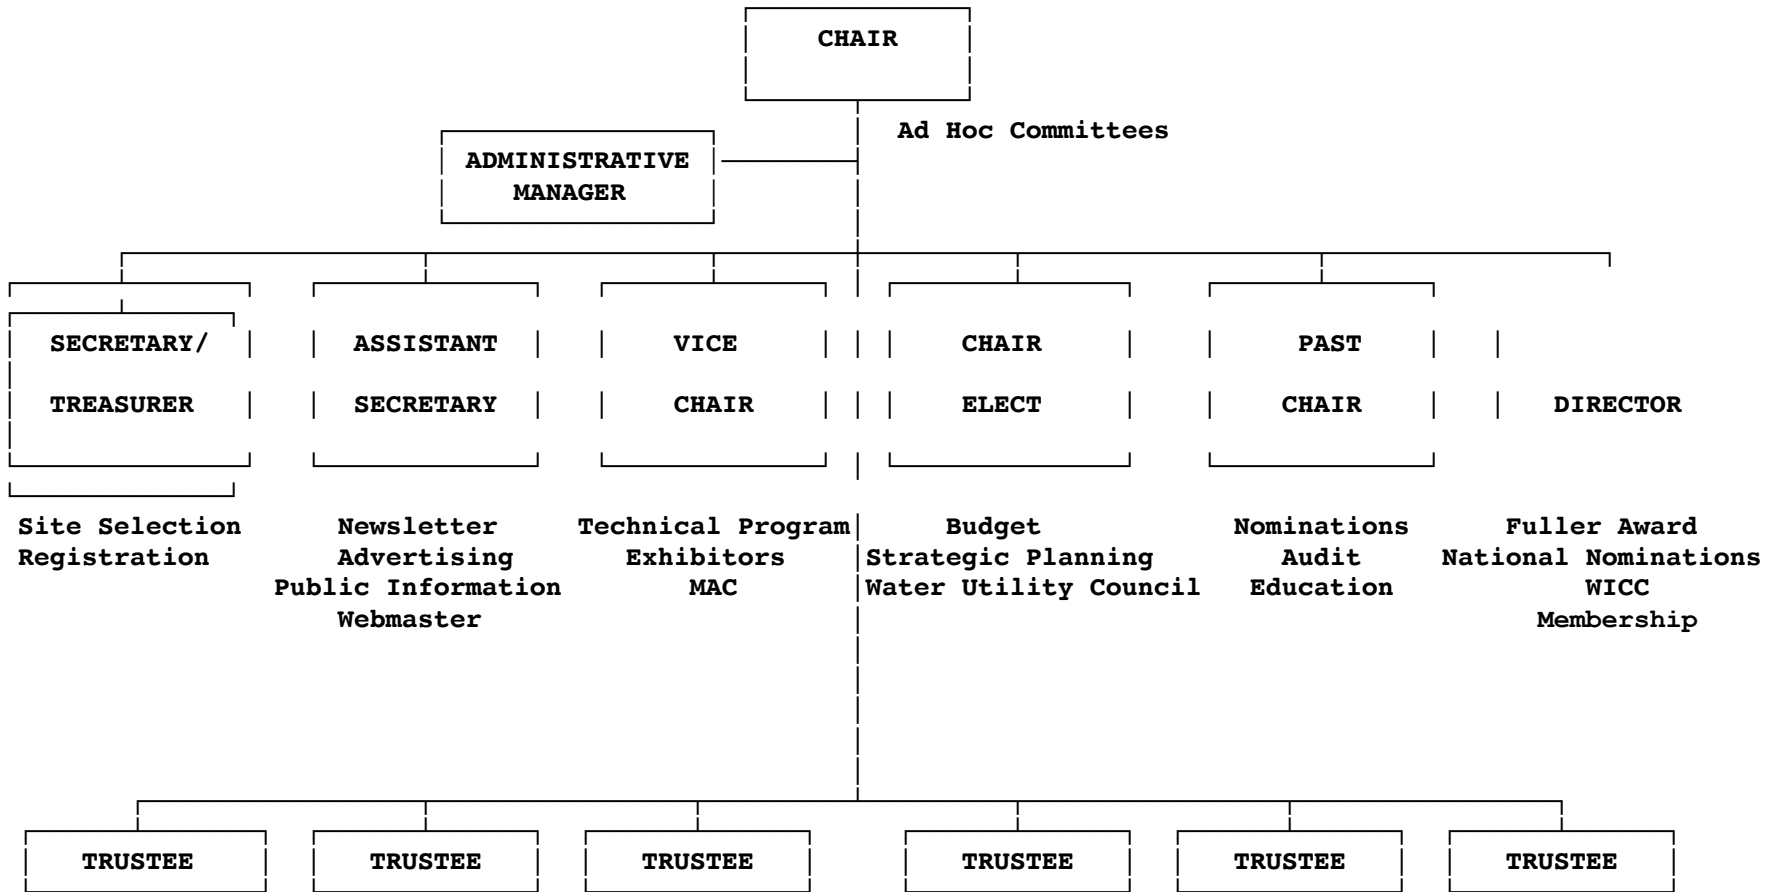 CHAIR
Ad Hoc Committees
ADMINISTRATIVE
MANAGER
SECRETARY/ ASSISTANT VICE CHAIR PAST
TREASURER SECRETARY CHAIR ELECT CHAIR DIRECTOR
Site Selection Newsletter Technical Program Budget Nominations Fuller Award
Registration Advertising Exhibitors Strategic Planning Audit National Nominations
Public Information MAC Water Utility Council Education WICC
Webmaster Membership
TRUSTEE TRUSTEE TRUSTEE TRUSTEE TRUSTEE TRUSTEE